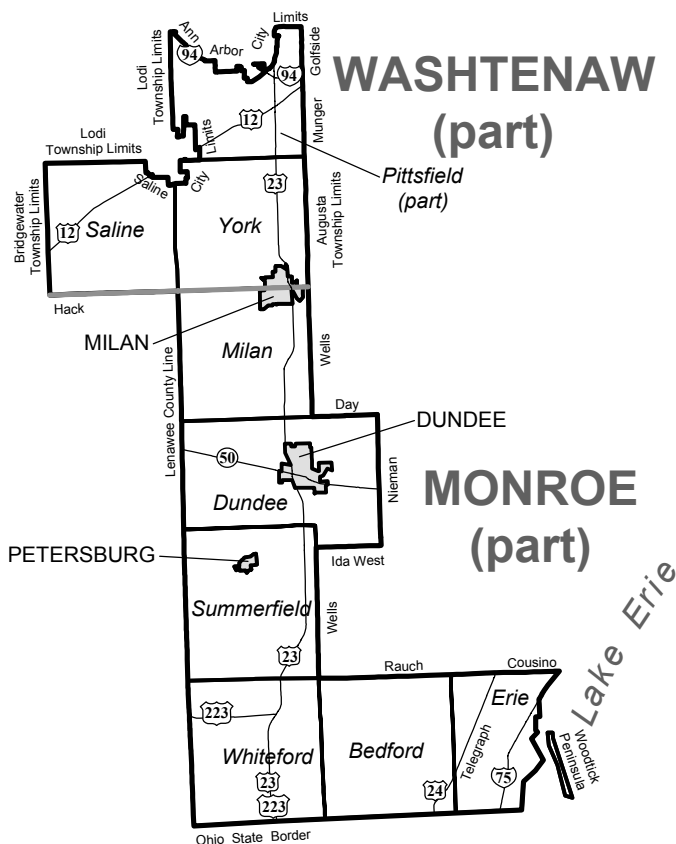 Limits
Ann
Arbor
City
94
94
Golfside
Lodi
Township Limits
WASHTENAW
(part)
12
Limits
Munger
Lodi
Township Limits
Pittsfield
(part)
23
Saline
City
Bridgewater
Township Limits
12
Saline
York
Augusta
Township Limits
Hack
MILAN
Milan
Wells
Lenawee County Line
Day
DUNDEE
50
Nieman
Dundee
MONROE
(part)
PETERSBURG
Ida West
Summerfield
Wells
Lake Erie
23
Rauch
Cousino
Erie
223
Whiteford
Bedford
Telegraph
Woodtick
Peninsula
23
24
75
223
Ohio State Border